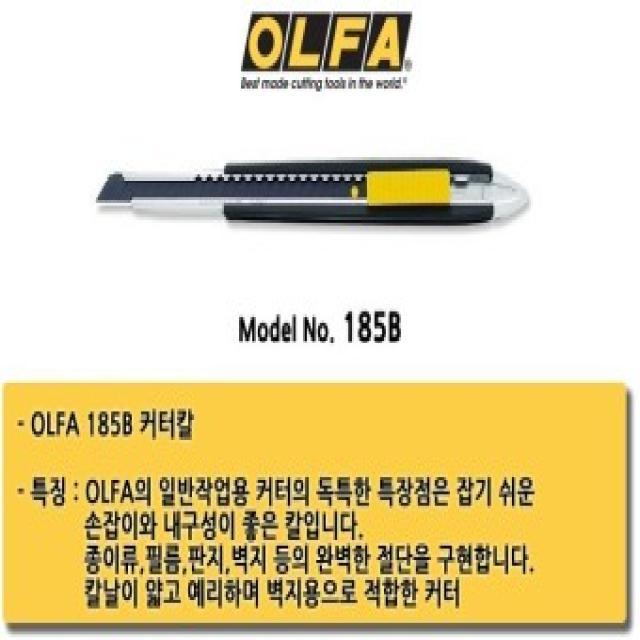 OLFA®
Best made cutting tools in the world.®
Model No. 185B
- OLFA 185B 커터칼
- 특징 : OLFA의 일반작업용 커터의 독특한 특장점은 잡기 쉬운
손잡이와 내구성이 좋은 칼입니다.
종이류,필름,판지,벽지 등의 완벽한 절단을 구현합니다.
칼날이 얇고 예리하며 벽지용으로 적합한 커터